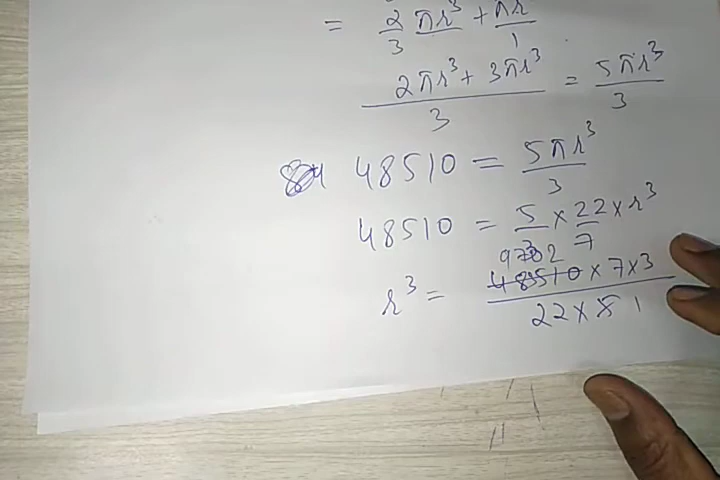 = 2/3 πr³ + πr³/1
(2πr³ + 3πr³)/3 = 5πr³/3
48510 = 5πr³/3
48510 = 5/3 × 22/7 × r³
9702
r³ = (48510 × 7 × 3)/(22 × 5) 1